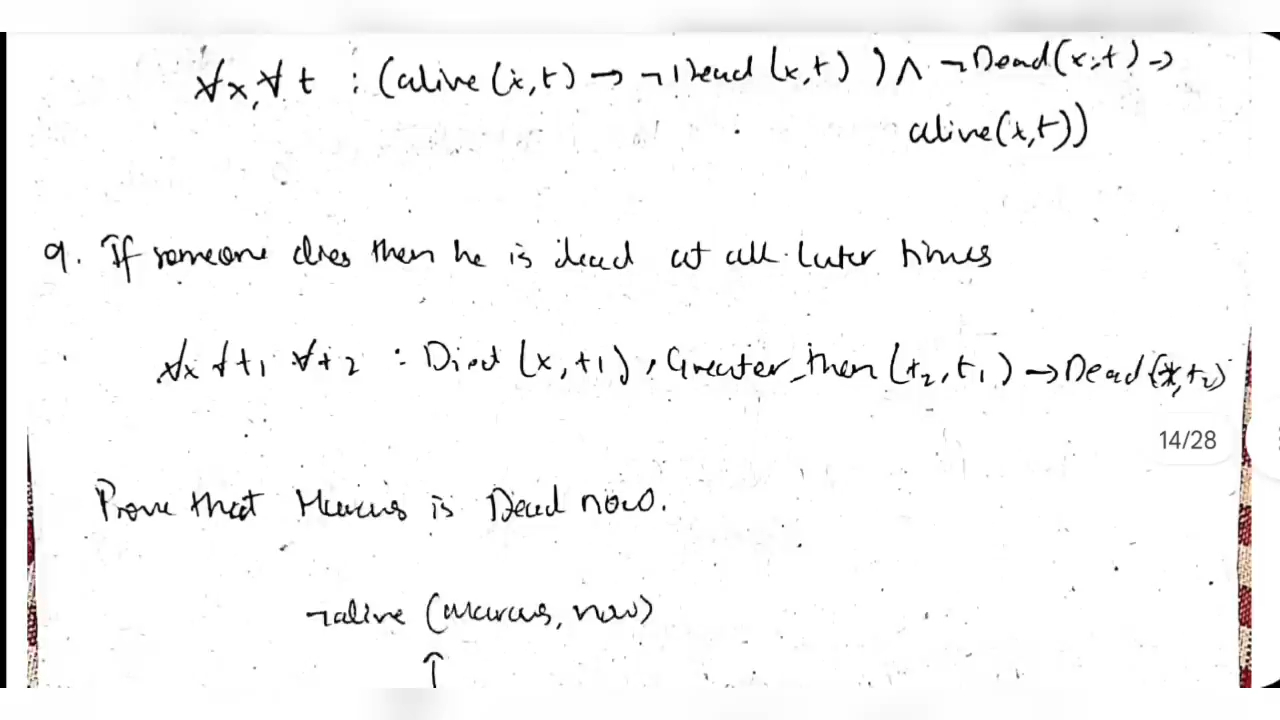 ∀x,∀t : (alive(x,t) → ¬Dead(x,t) ) ∧ ¬Dead(x,t) →
alive(x,t))
9. If someone dies then he is dead at all later times
∀x ∀t1 ∀t2 : Died (x,t1), Greater_then (t2,t1) → Dead(x,t2)
14/28
Prove that Marcus is Dead now.
¬alive (Marcus, now)
↑